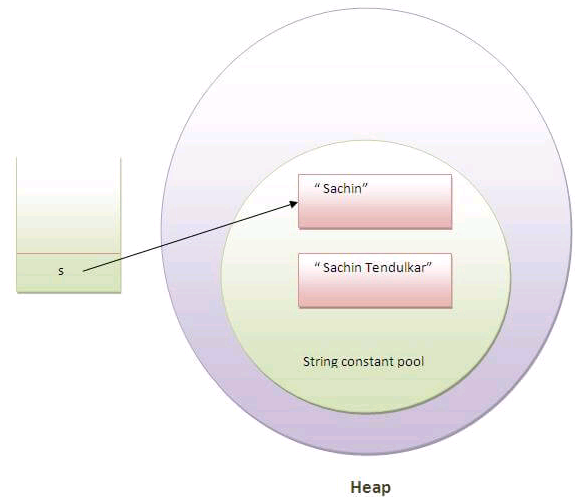 “ Sachin”
s
“ Sachin Tendulkar”
String constant pool
Heap